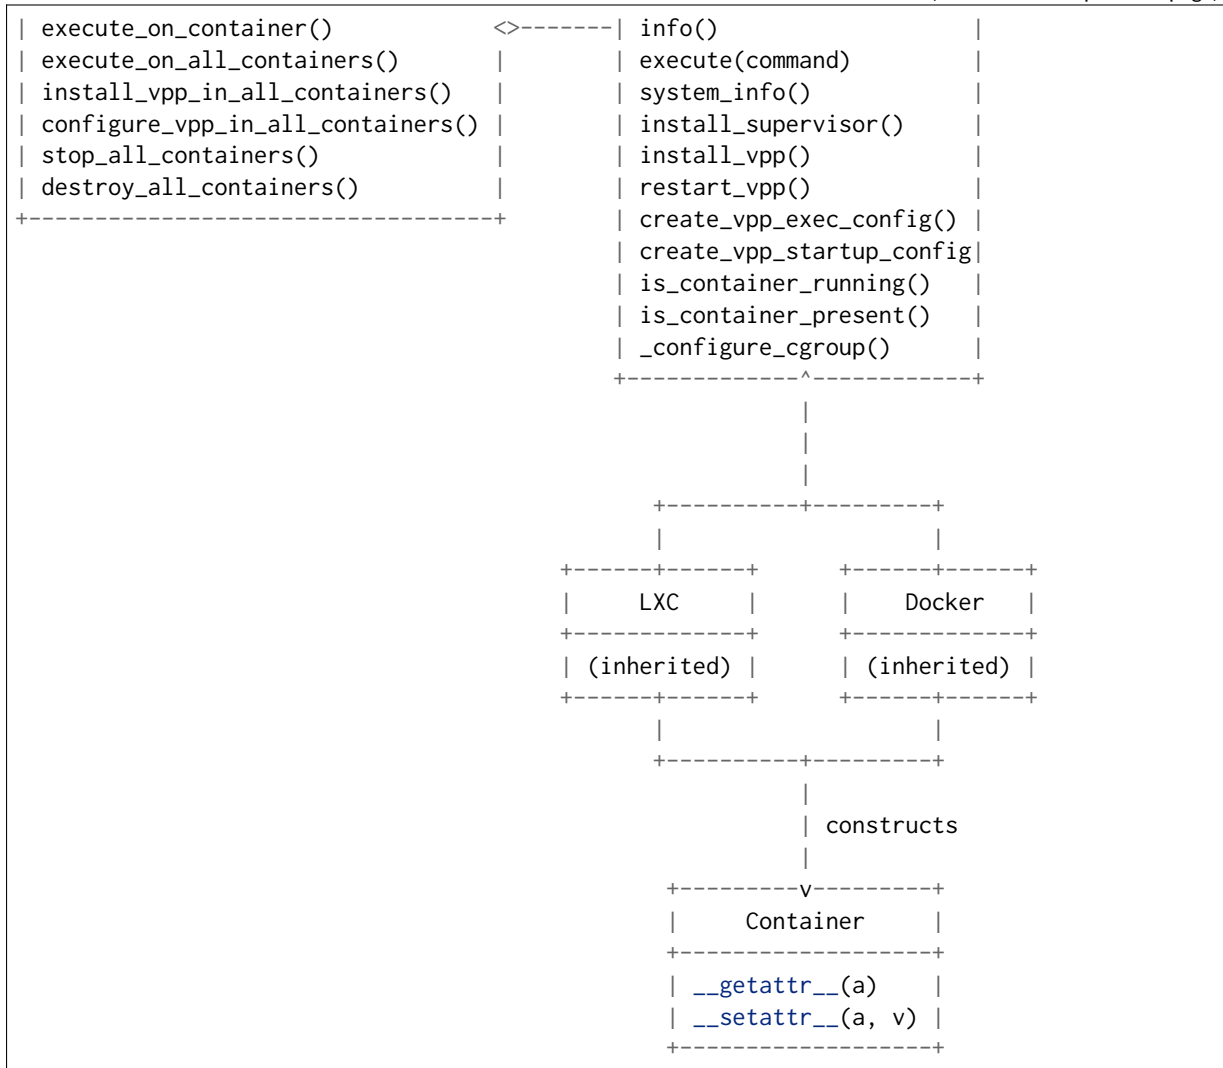 | execute_on_container()            <>-------| info()                    |
| execute_on_all_containers()       |        | execute(command)          |
| install_vpp_in_all_containers()   |        | system_info()             |
| configure_vpp_in_all_containers() |        | install_supervisor()      |
| stop_all_containers()             |        | install_vpp()             |
| destroy_all_containers()          |        | restart_vpp()             |
+-----------------------------------+        | create_vpp_exec_config() |
                                             | create_vpp_startup_config|
                                             | is_container_running()    |
                                             | is_container_present()    |
                                             | _configure_cgroup()       |
                                             +-------------^------------+
                                                           |
                                                           |
                                                           |
                                                +----------+---------+
                                                |                    |
                                         +------+------+      +------+------+
                                         |     LXC     |      |    Docker   |
                                         +-------------+      +-------------+
                                         | (inherited) |      | (inherited) |
                                         +------+------+      +------+------+
                                                |                    |
                                                +----------+---------+
                                                           |
                                                           | constructs
                                                           |
                                                 +---------v---------+
                                                 |     Container     |
                                                 +-------------------+
                                                 | __getattr__(a)    |
                                                 | __setattr__(a, v) |
                                                 +-------------------+